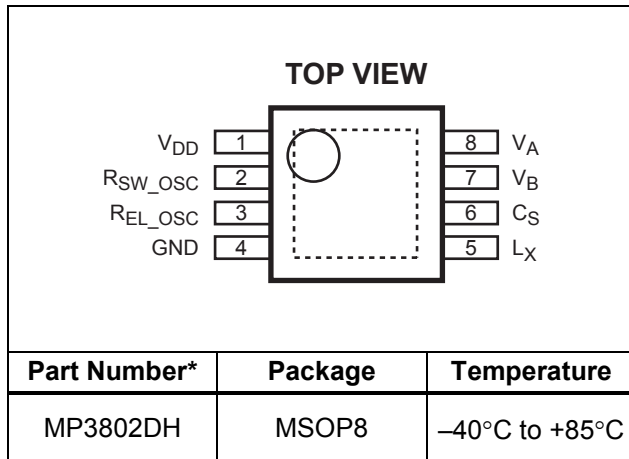 TOP VIEW
VDD 1 8 VA
RSW_OSC 2 7 VB
REL_OSC 3 6 CS
GND 4 5 LX
Part Number* Package Temperature
MP3802DH MSOP8 –40°C to +85°C